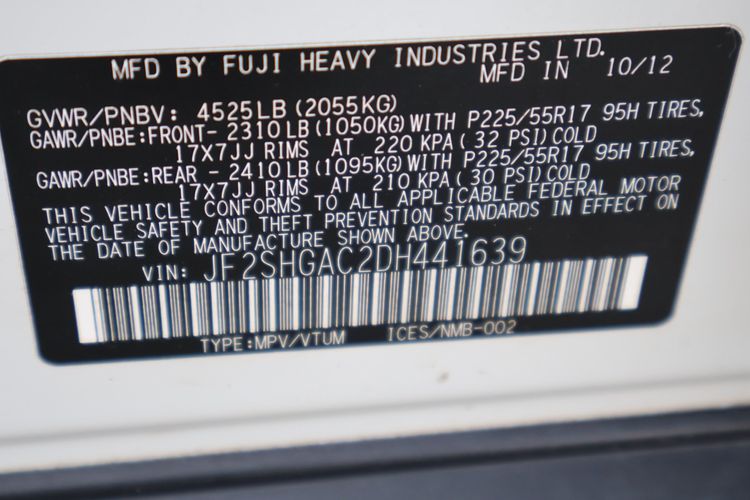 MFD BY FUJI HEAVY INDUSTRIES LTD.
MFD IN 10/12
GVWR/PNBV: 4525LB (2055KG)
GAWR/PNBE:FRONT- 2310LB (1050KG) WITH P225/55R17 95H TIRES,
17X7JJ RIMS AT 220 KPA ( 32 PSI) COLD
GAWR/PNBE:REAR - 2410LB (1095KG) WITH P225/55R17 95H TIRES,
17X7JJ RIMS AT 210 KPA ( 30 PSI) COLD
THIS VEHICLE CONFORMS TO ALL APPLICABLE FEDERAL MOTOR
VEHICLE SAFETY AND THEFT PREVENTION STANDARDS IN EFFECT ON
THE DATE OF MANUFACTURE SHOWN ABOVE.
VIN: JF2SHGAC2DH441639
TYPE:MPV/VTUM ICES/NMB-002